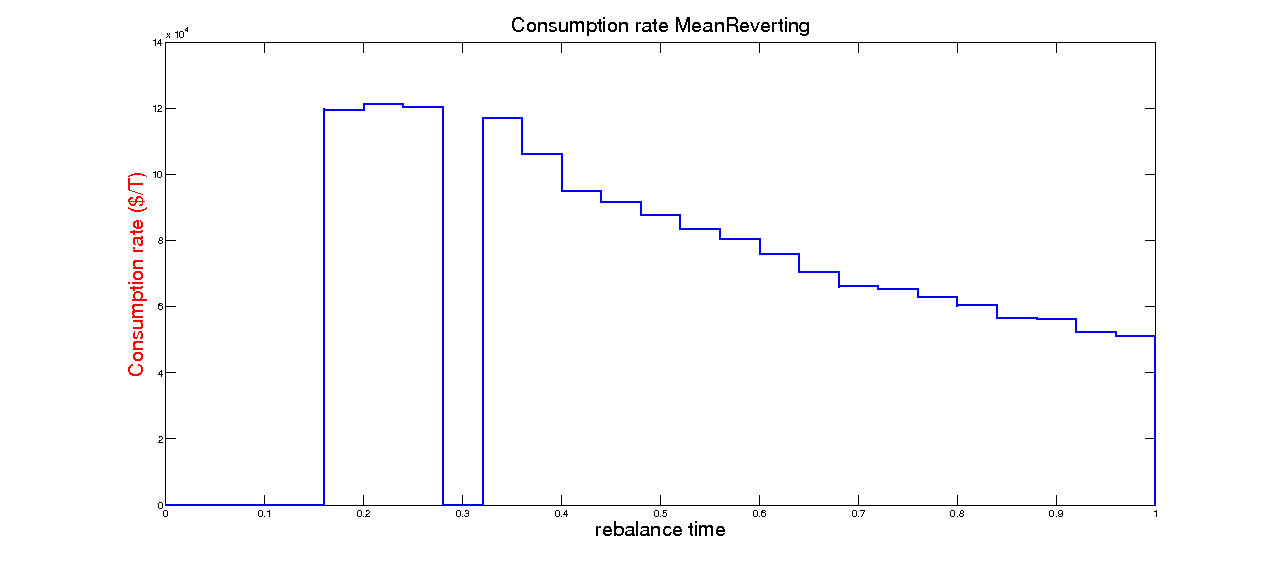 Consumption rate MeanReverting
x 10^4
14
12
10
8
6
4
2
0
Consumption rate ($/T)
0 0.1 0.2 0.3 0.4 0.5 0.6 0.7 0.8 0.9 1
rebalance time